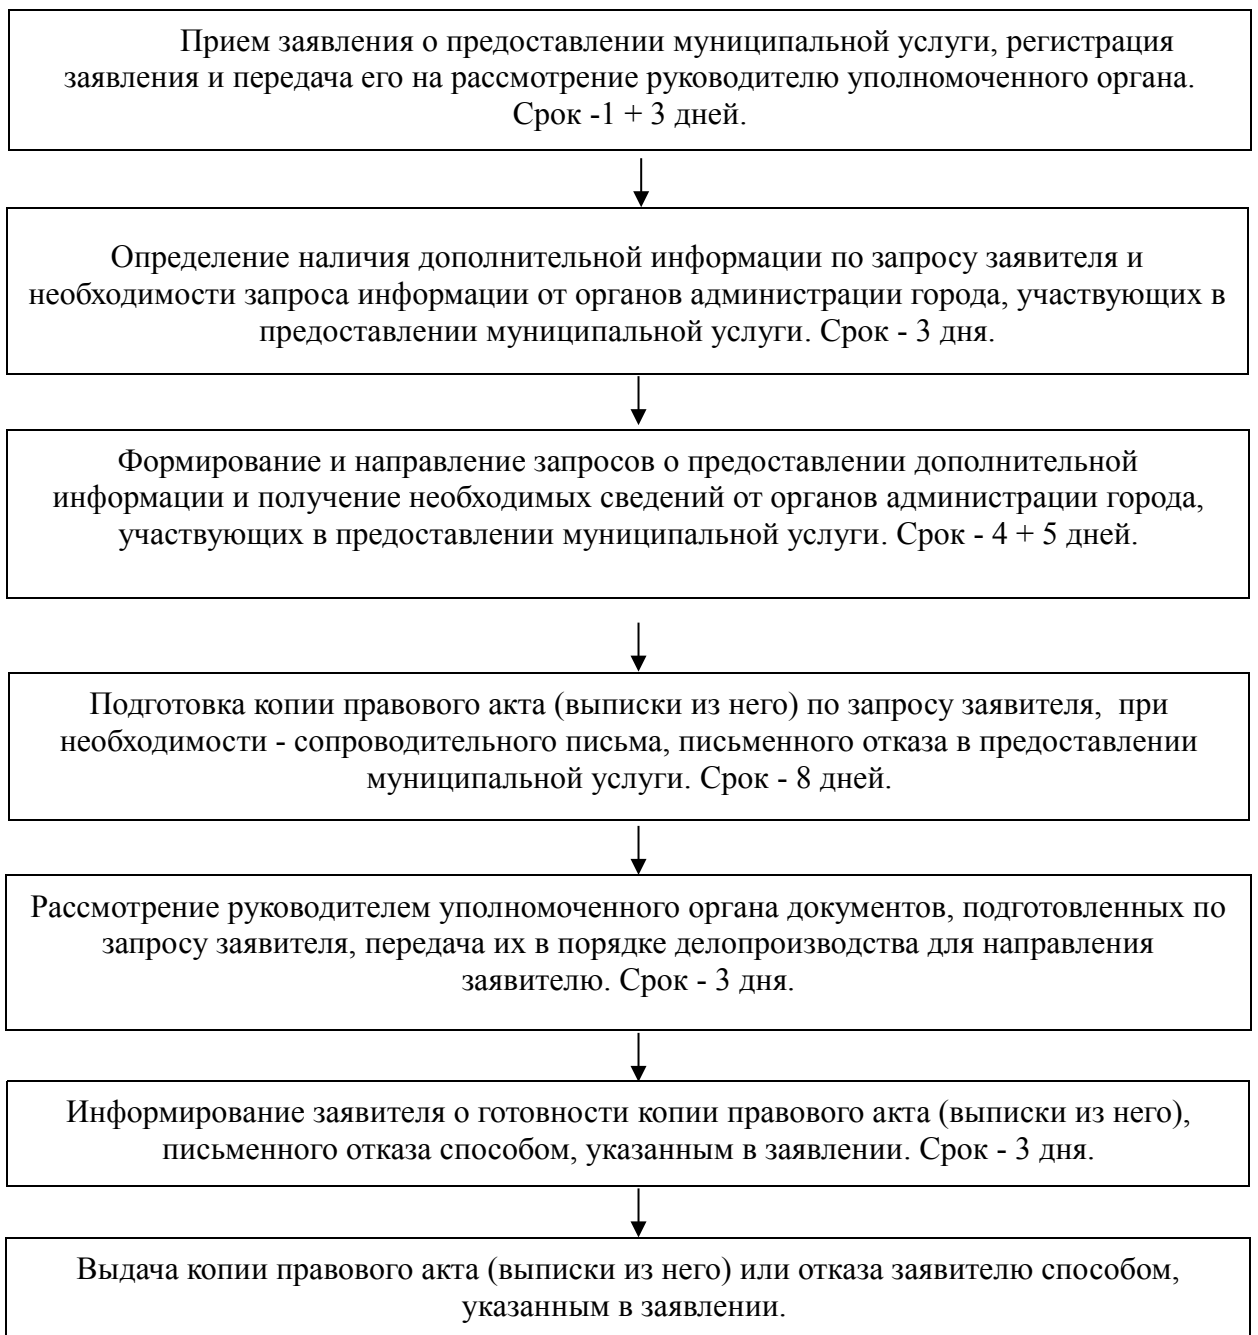 Прием заявления о предоставлении муниципальной услуги, регистрация
заявления и передача его на рассмотрение руководителю уполномоченного органа.
Срок -1 + 3 дней.
Определение наличия дополнительной информации по запросу заявителя и
необходимости запроса информации от органов администрации города, участвующих в
предоставлении муниципальной услуги. Срок - 3 дня.
Формирование и направление запросов о предоставлении дополнительной
информации и получение необходимых сведений от органов администрации города,
участвующих в предоставлении муниципальной услуги. Срок - 4 + 5 дней.
Подготовка копии правового акта (выписки из него) по запросу заявителя,  при
необходимости - сопроводительного письма, письменного отказа в предоставлении
муниципальной услуги. Срок - 8 дней.
Рассмотрение руководителем уполномоченного органа документов, подготовленных по
запросу заявителя, передача их в порядке делопроизводства для направления
заявителю. Срок - 3 дня.
Информирование заявителя о готовности копии правового акта (выписки из него),
письменного отказа способом, указанным в заявлении. Срок - 3 дня.
Выдача копии правового акта (выписки из него) или отказа заявителю способом,
указанным в заявлении.